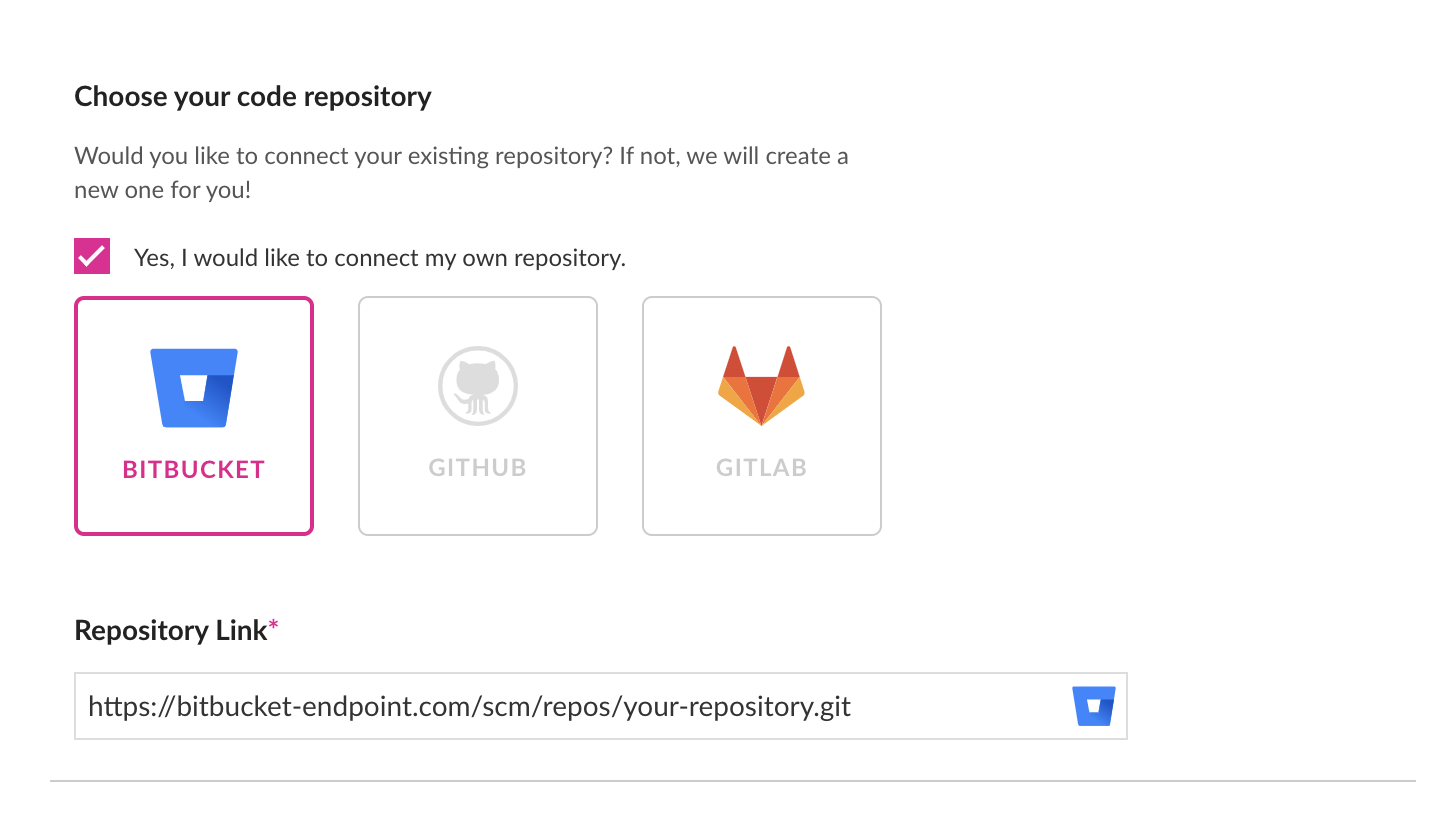 Choose your code repository
Would you like to connect your existing repository? If not, we will create a
new one for you!
Yes, I would like to connect my own repository.
BITBUCKET
GITHUB
GITLAB
Repository Link*
https://bitbucket-endpoint.com/scm/repos/your-repository.git